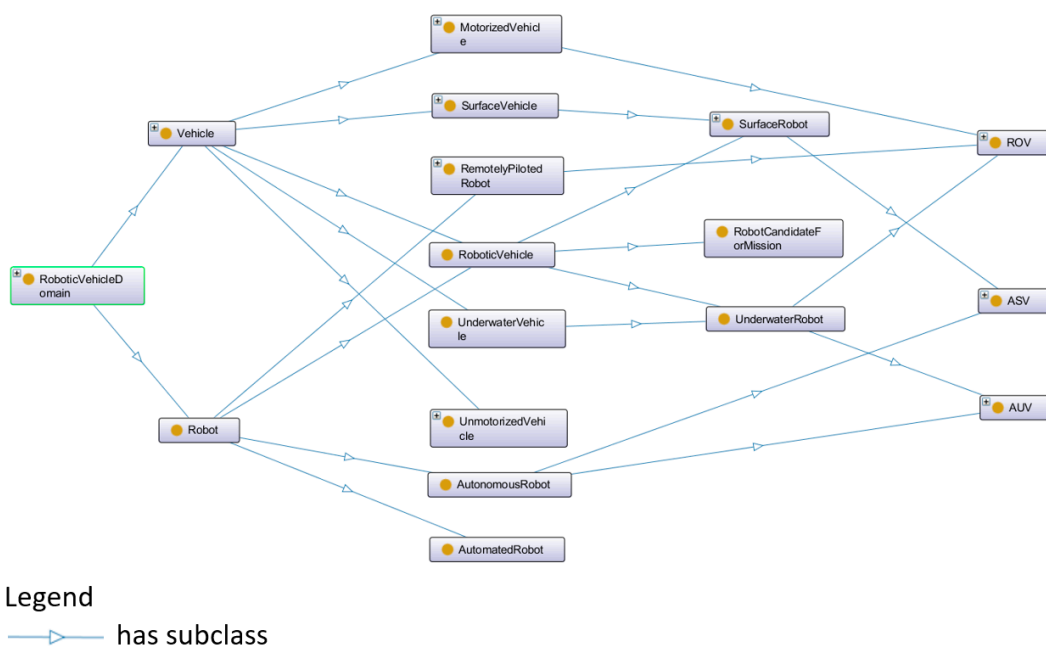 MotorizedVehicl
e
SurfaceVehicle
SurfaceRobot
Vehicle
ROV
RemotelyPiloted
Robot
RobotCandidateF
orMission
RoboticVehicle
RoboticVehicleD
omain
ASV
UnderwaterVehic
le
UnderwaterRobot
AUV
UnmotorizedVehi
cle
Robot
AutonomousRobot
AutomatedRobot
Legend
has subclass